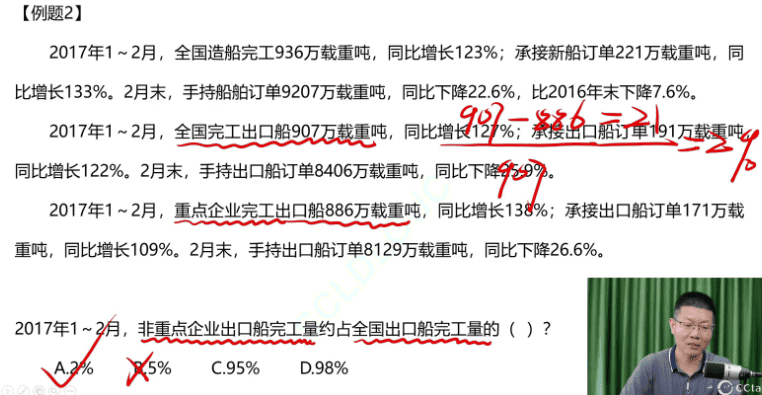 【例题2】
2017年1～2月，全国造船完工936万载重吨，同比增长123%；承接新船订单221万载重吨，同
比增长133%。2月末，手持船舶订单9207万载重吨，同比下降22.6%，比2016年末下降7.6%。
907-886=21
2017年1～2月，全国完工出口船907万载重吨，同比增长127%；承接出口船订单191万载重吨，
=2%
同比增长122%。2月末，手持出口船订单8406万载重吨，同比下降25.9%。
907
2017年1～2月，重点企业完工出口船886万载重吨，同比增长138%；承接出口船订单171万载
重吨，同比增长109%。2月末，手持出口船订单8129万载重吨，同比下降26.6%。
2017年1～2月，非重点企业出口船完工量约占全国出口船完工量的（ ）？
A.2% B.5% C.95% D.98%